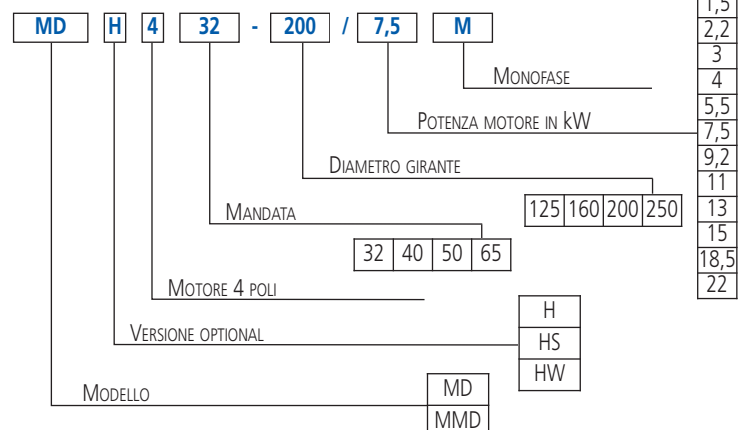 MD H 4 32 - 200 / 7,5 M
1,5
2,2
3
4
5,5
7,5
9,2
11
13
15
18,5
22
MONOFASE
POTENZA MOTORE IN kW
DIAMETRO GIRANTE
125 160 200 250
MANDATA
32 40 50 65
MOTORE 4 POLI
VERSIONE OPTIONAL
H
HS
HW
MODELLO
MD
MMD